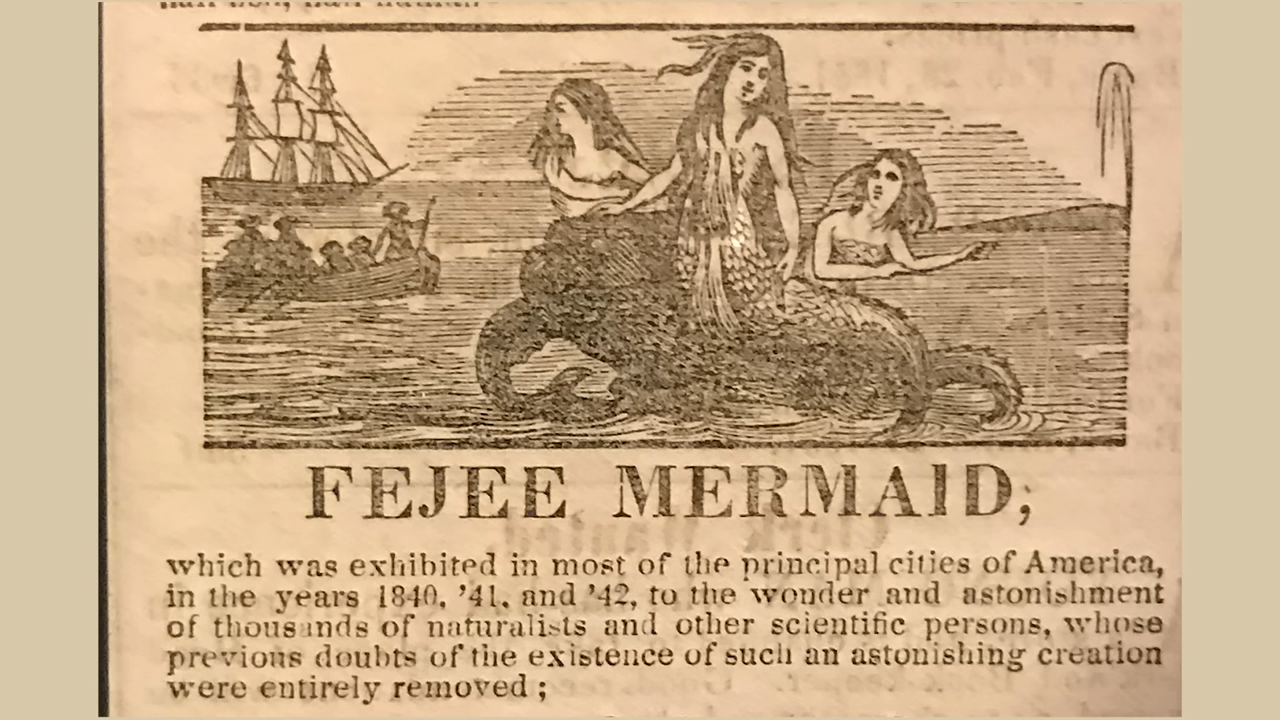 FEJEE MERMAID;
which was exhibited in most of the principal cities of America,
in the years 1840, '41, and '42, to the wonder and astonishment
of thousands of naturalists and other scientific persons, whose
previous doubts of the existence of such an astonishing creation
were entirely removed;